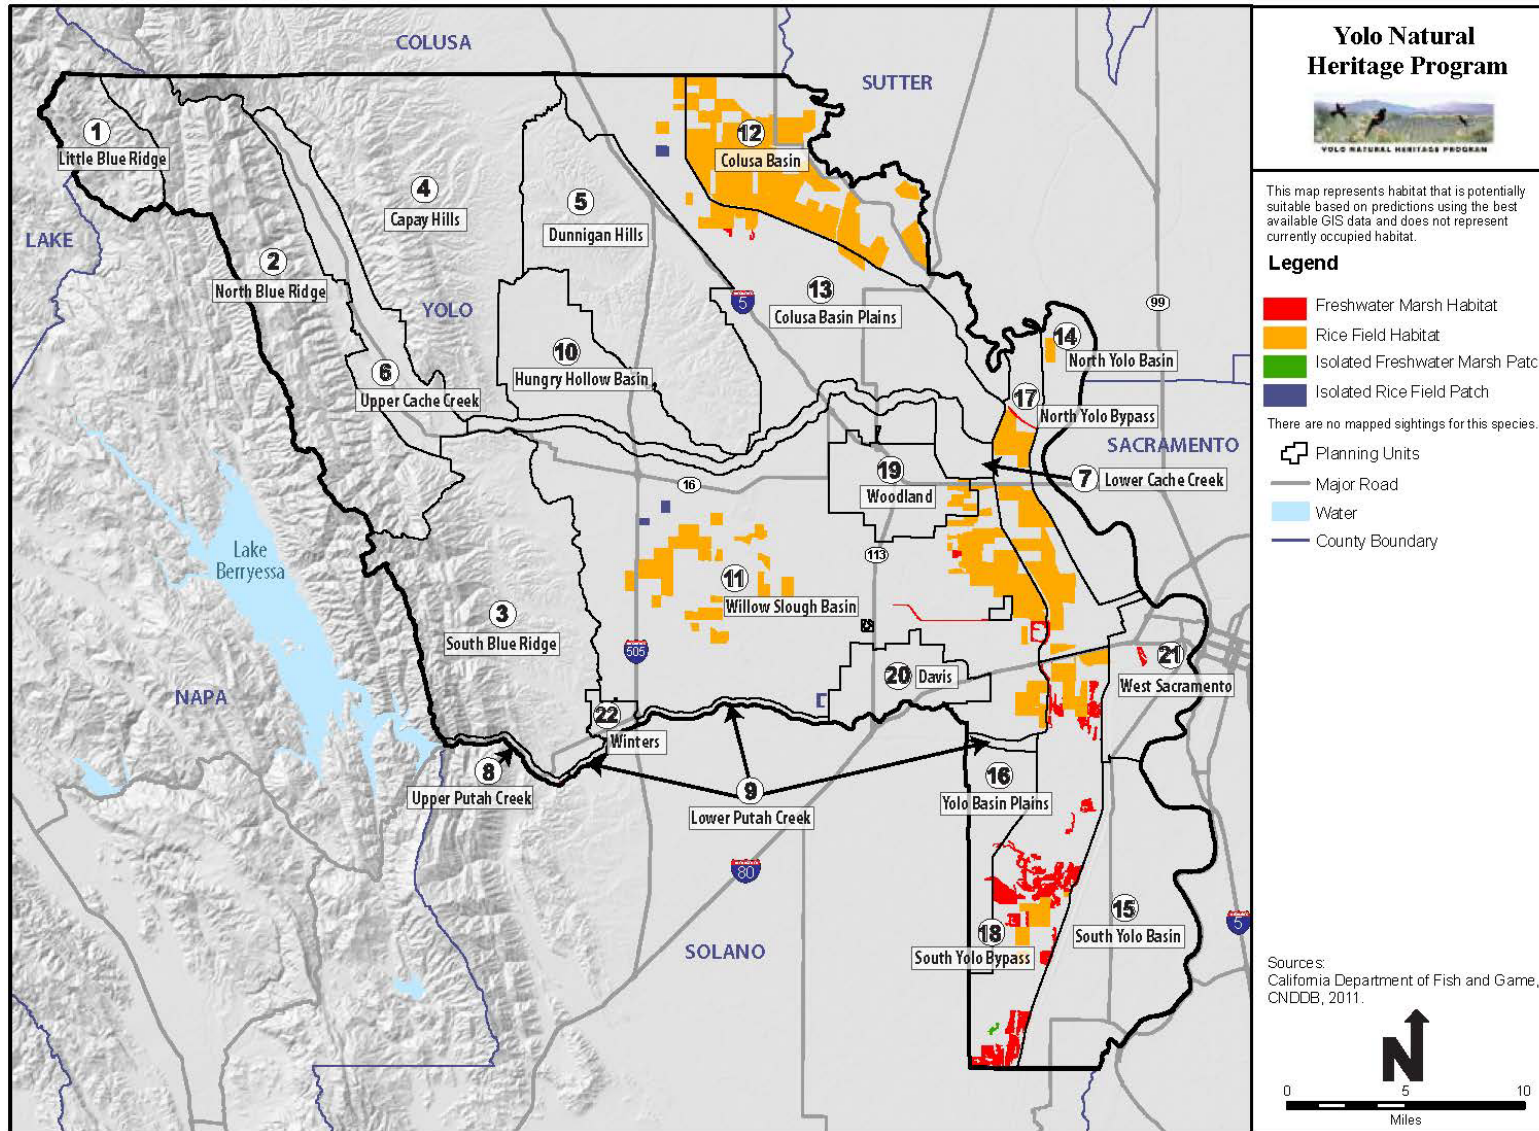 COLUSA
SUTTER
LAKE
YOLO
SACRAMENTO
NAPA
SOLANO
Lake
Berryessa
1
Little Blue Ridge
2
North Blue Ridge
3
South Blue Ridge
4
Capay Hills
5
Dunnigan Hills
6
Upper Cache Creek
7
Lower Cache Creek
8
Upper Putah Creek
9
Lower Putah Creek
10
Hungry Hollow Basin
11
Willow Slough Basin
12
Colusa Basin
13
Colusa Basin Plains
14
North Yolo Basin
15
South Yolo Basin
16
Yolo Basin Plains
17
North Yolo Bypass
18
South Yolo Bypass
19
Woodland
20 Davis
21
West Sacramento
22
Winters
5
99
16
113
505
80
5
Yolo Natural
Heritage Program
YOLO NATURAL HERITAGE PROGRAM
This map represents habitat that is potentially
suitable based on predictions using the best
available GIS data and does not represent
currently occupied habitat.
Legend
Freshwater Marsh Habitat
Rice Field Habitat
Isolated Freshwater Marsh Patc
Isolated Rice Field Patch
There are no mapped sightings for this species.
Planning Units
Major Road
Water
County Boundary
Sources:
California Department of Fish and Game,
CNDDB, 2011.
N
0 5 10
Miles